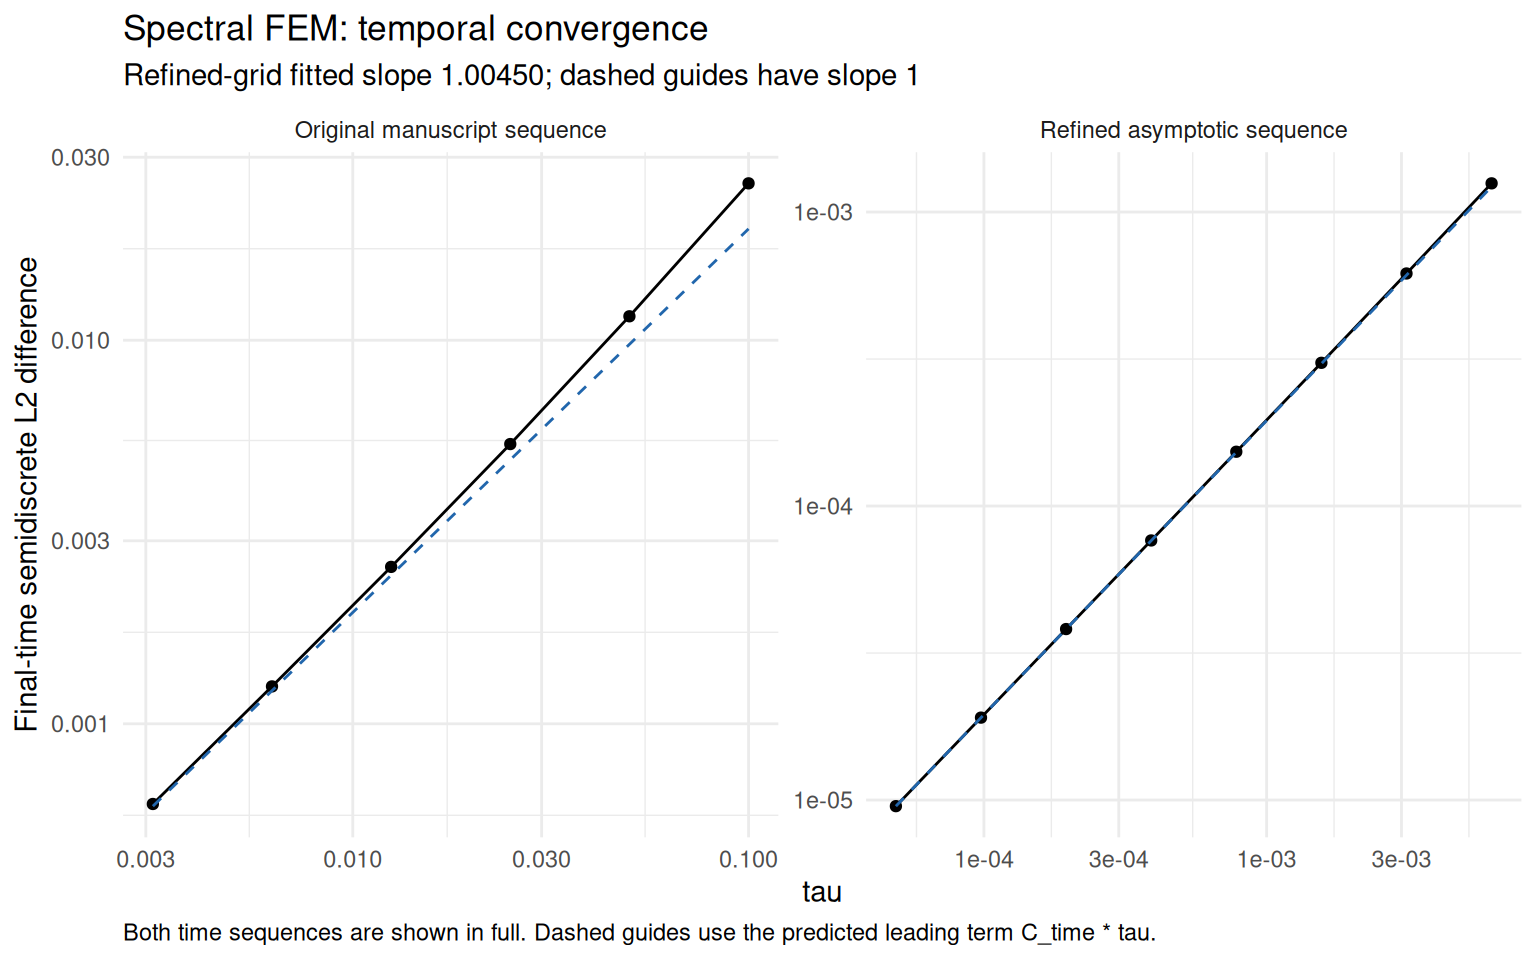 Spectral FEM: temporal convergence
Refined-grid fitted slope 1.00450; dashed guides have slope 1
Original manuscript sequence
Refined asymptotic sequence
Final-time semidiscrete L2 difference
0.030
0.010
0.003
0.001
1e-03
1e-04
1e-05
0.003
0.010
0.030
0.100
1e-04
3e-04
1e-03
3e-03
tau
Both time sequences are shown in full. Dashed guides use the predicted leading term C_time * tau.